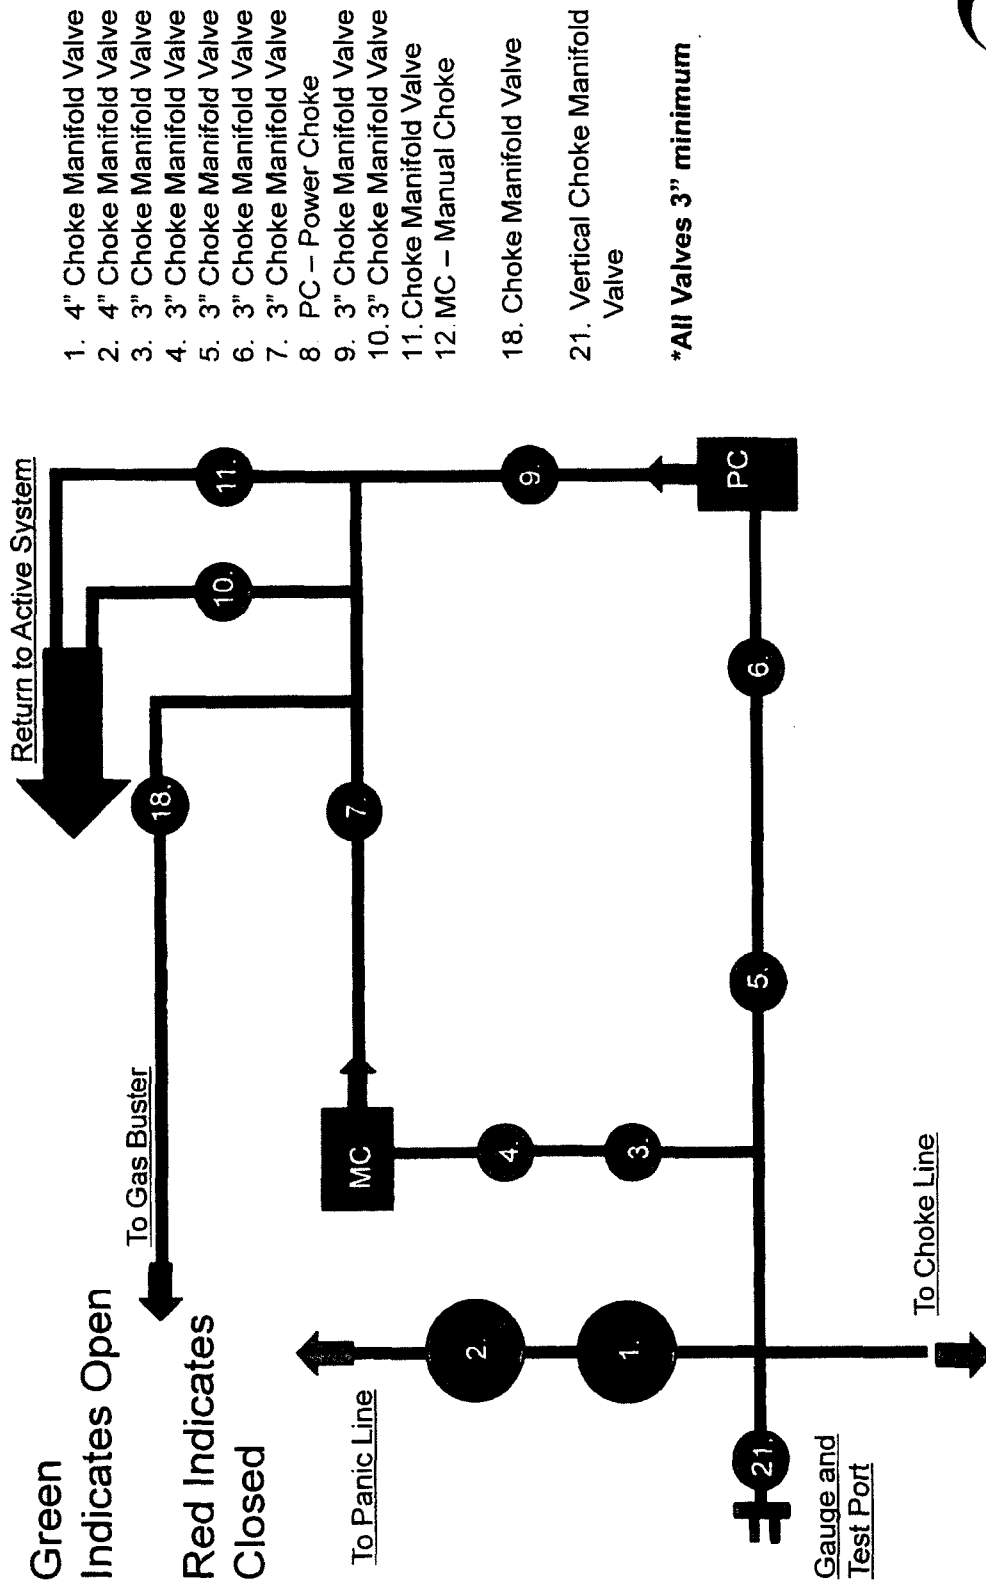 Green
Indicates Open
Red Indicates
Closed
To Gas Buster
Return to Active System
18.
10.
11.
7.
MC
4.
3.
9.
PC
6.
5.
To Panic Line
2.
1.
21.
Gauge and
Test Port
To Choke Line
1. 4" Choke Manifold Valve
2. 4" Choke Manifold Valve
3. 3" Choke Manifold Valve
4. 3" Choke Manifold Valve
5. 3" Choke Manifold Valve
6. 3" Choke Manifold Valve
7. 3" Choke Manifold Valve
8. PC – Power Choke
9. 3" Choke Manifold Valve
10. 3" Choke Manifold Valve
11. Choke Manifold Valve
12. MC – Manual Choke
18. Choke Manifold Valve
21. Vertical Choke Manifold
Valve
*All Valves 3" minimum